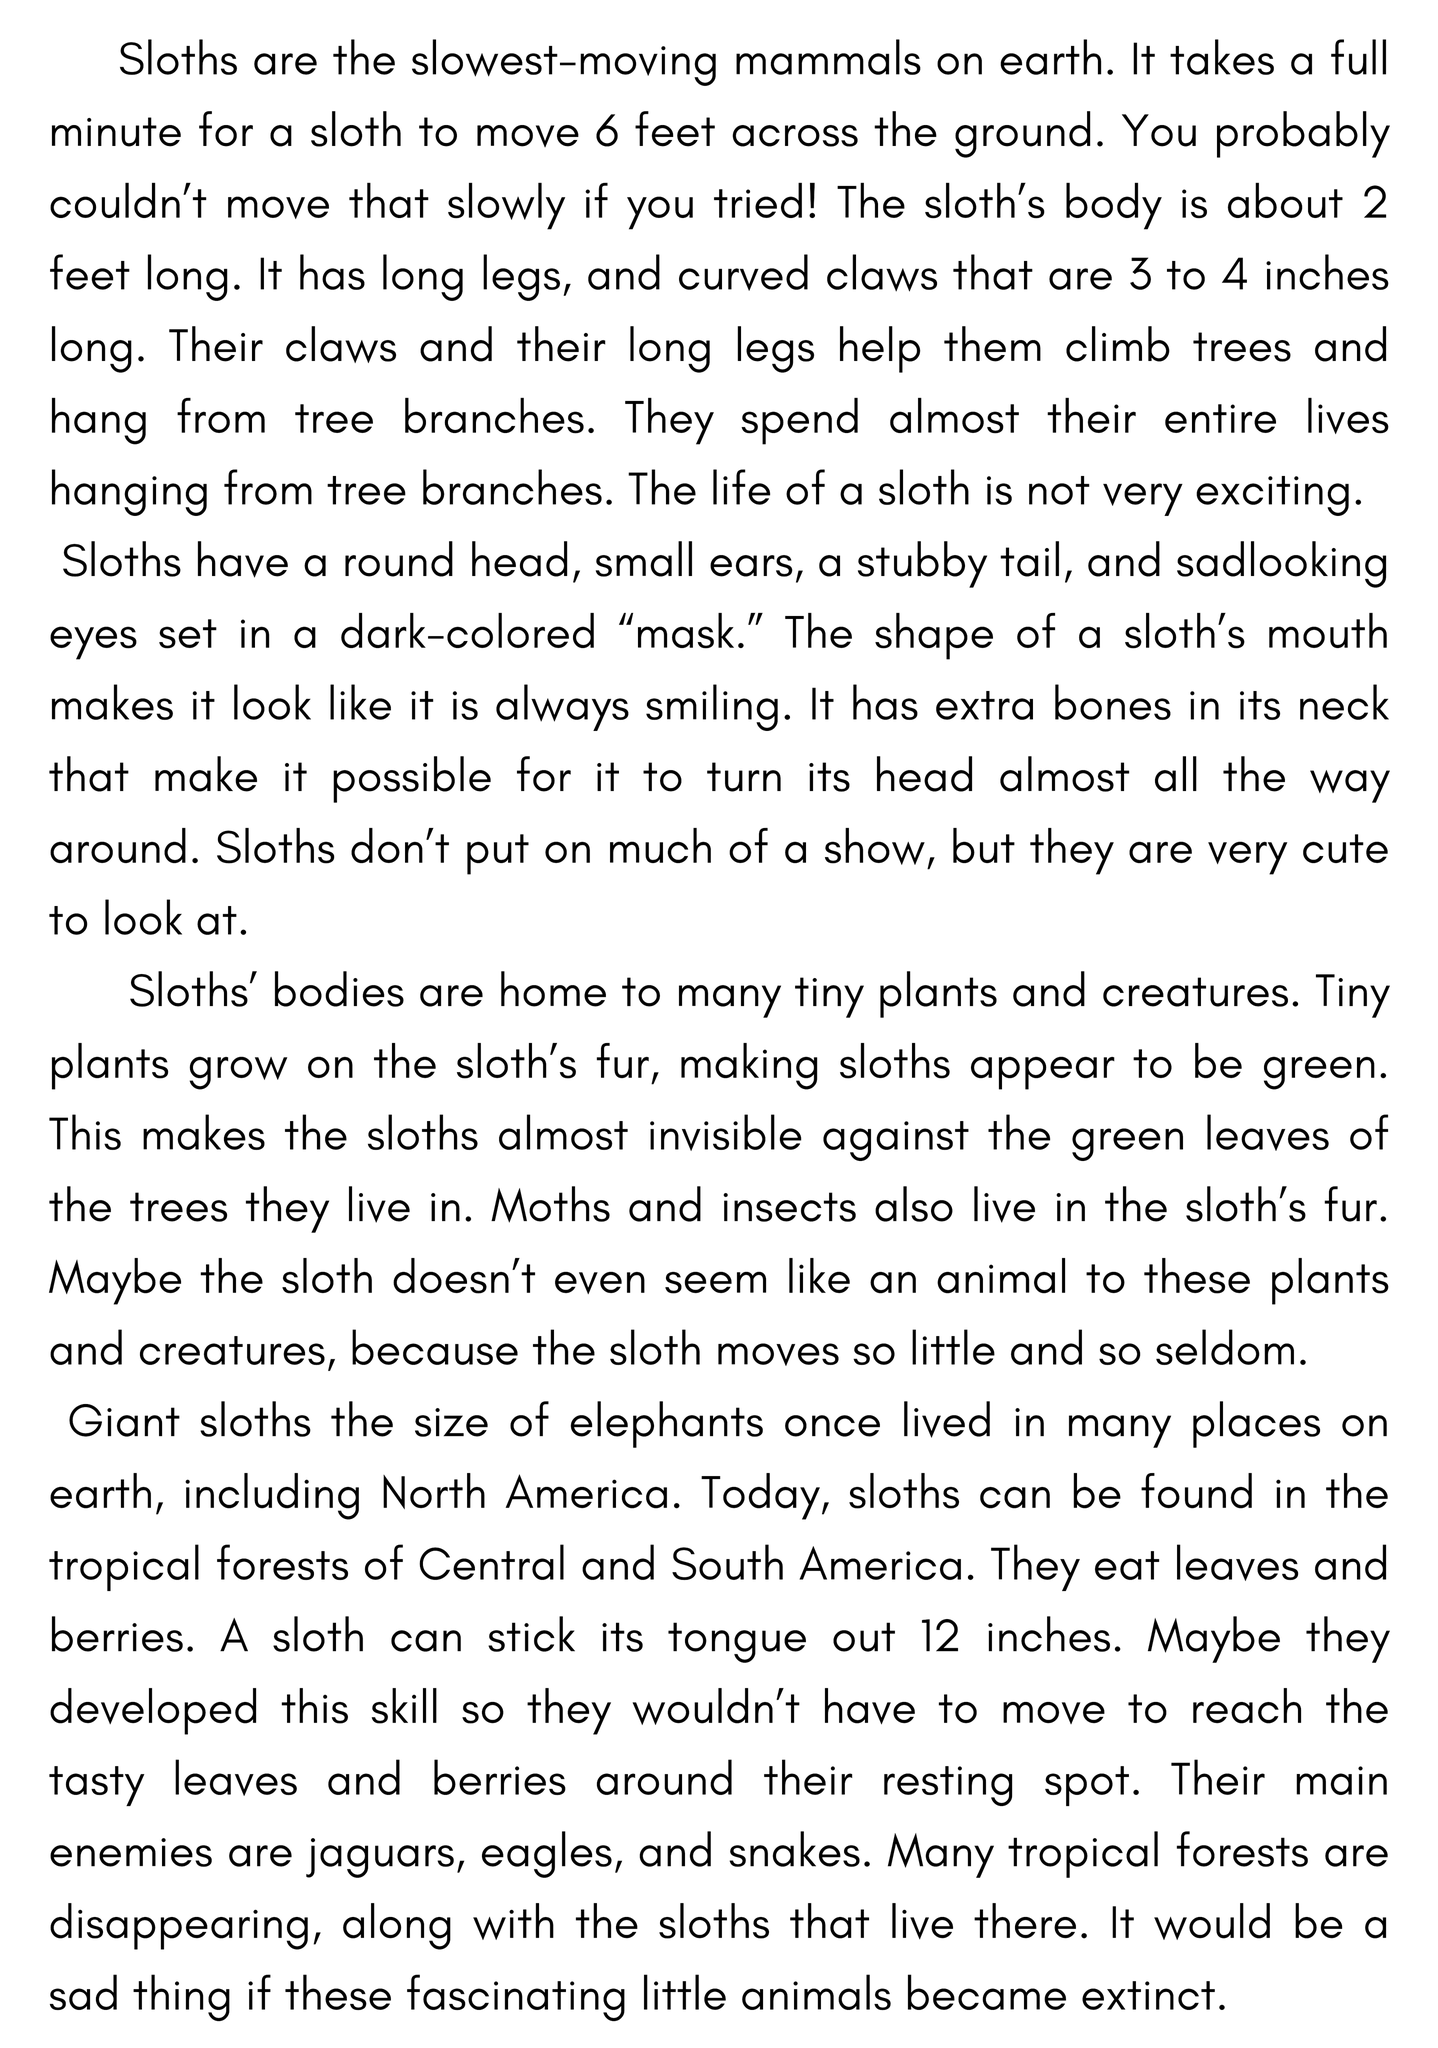 Sloths are the slowest-moving mammals on earth. It takes a full
minute for a sloth to move 6 feet across the ground. You probably
couldn't move that slowly if you tried! The sloth's body is about 2
feet long. It has long legs, and curved claws that are 3 to 4 inches
long. Their claws and their long legs help them climb trees and
hang from tree branches. They spend almost their entire lives
hanging from tree branches. The life of a sloth is not very exciting.
Sloths have a round head, small ears, a stubby tail, and sadlooking
eyes set in a dark-colored “mask.” The shape of a sloth's mouth
makes it look like it is always smiling. It has extra bones in its neck
that make it possible for it to turn its head almost all the way
around. Sloths don't put on much of a show, but they are very cute
to look at.
Sloths' bodies are home to many tiny plants and creatures. Tiny
plants grow on the sloth's fur, making sloths appear to be green.
This makes the sloths almost invisible against the green leaves of
the trees they live in. Moths and insects also live in the sloth's fur.
Maybe the sloth doesn't even seem like an animal to these plants
and creatures, because the sloth moves so little and so seldom.
Giant sloths the size of elephants once lived in many places on
earth, including North America. Today, sloths can be found in the
tropical forests of Central and South America. They eat leaves and
berries. A sloth can stick its tongue out 12 inches. Maybe they
developed this skill so they wouldn't have to move to reach the
tasty leaves and berries around their resting spot. Their main
enemies are jaguars, eagles, and snakes. Many tropical forests are
disappearing, along with the sloths that live there. It would be a
sad thing if these fascinating little animals became extinct.